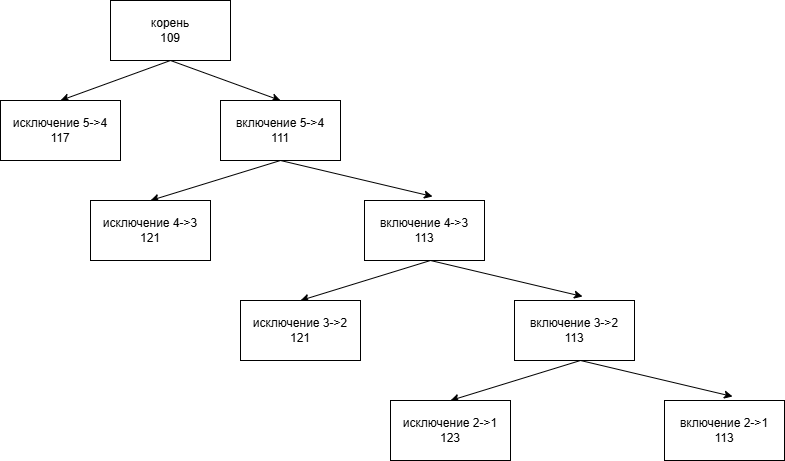 корень
109
исключение 5->4
117
включение 5->4
111
исключение 4->3
121
включение 4->3
113
исключение 3->2
121
включение 3->2
113
исключение 2->1
123
включение 2->1
113